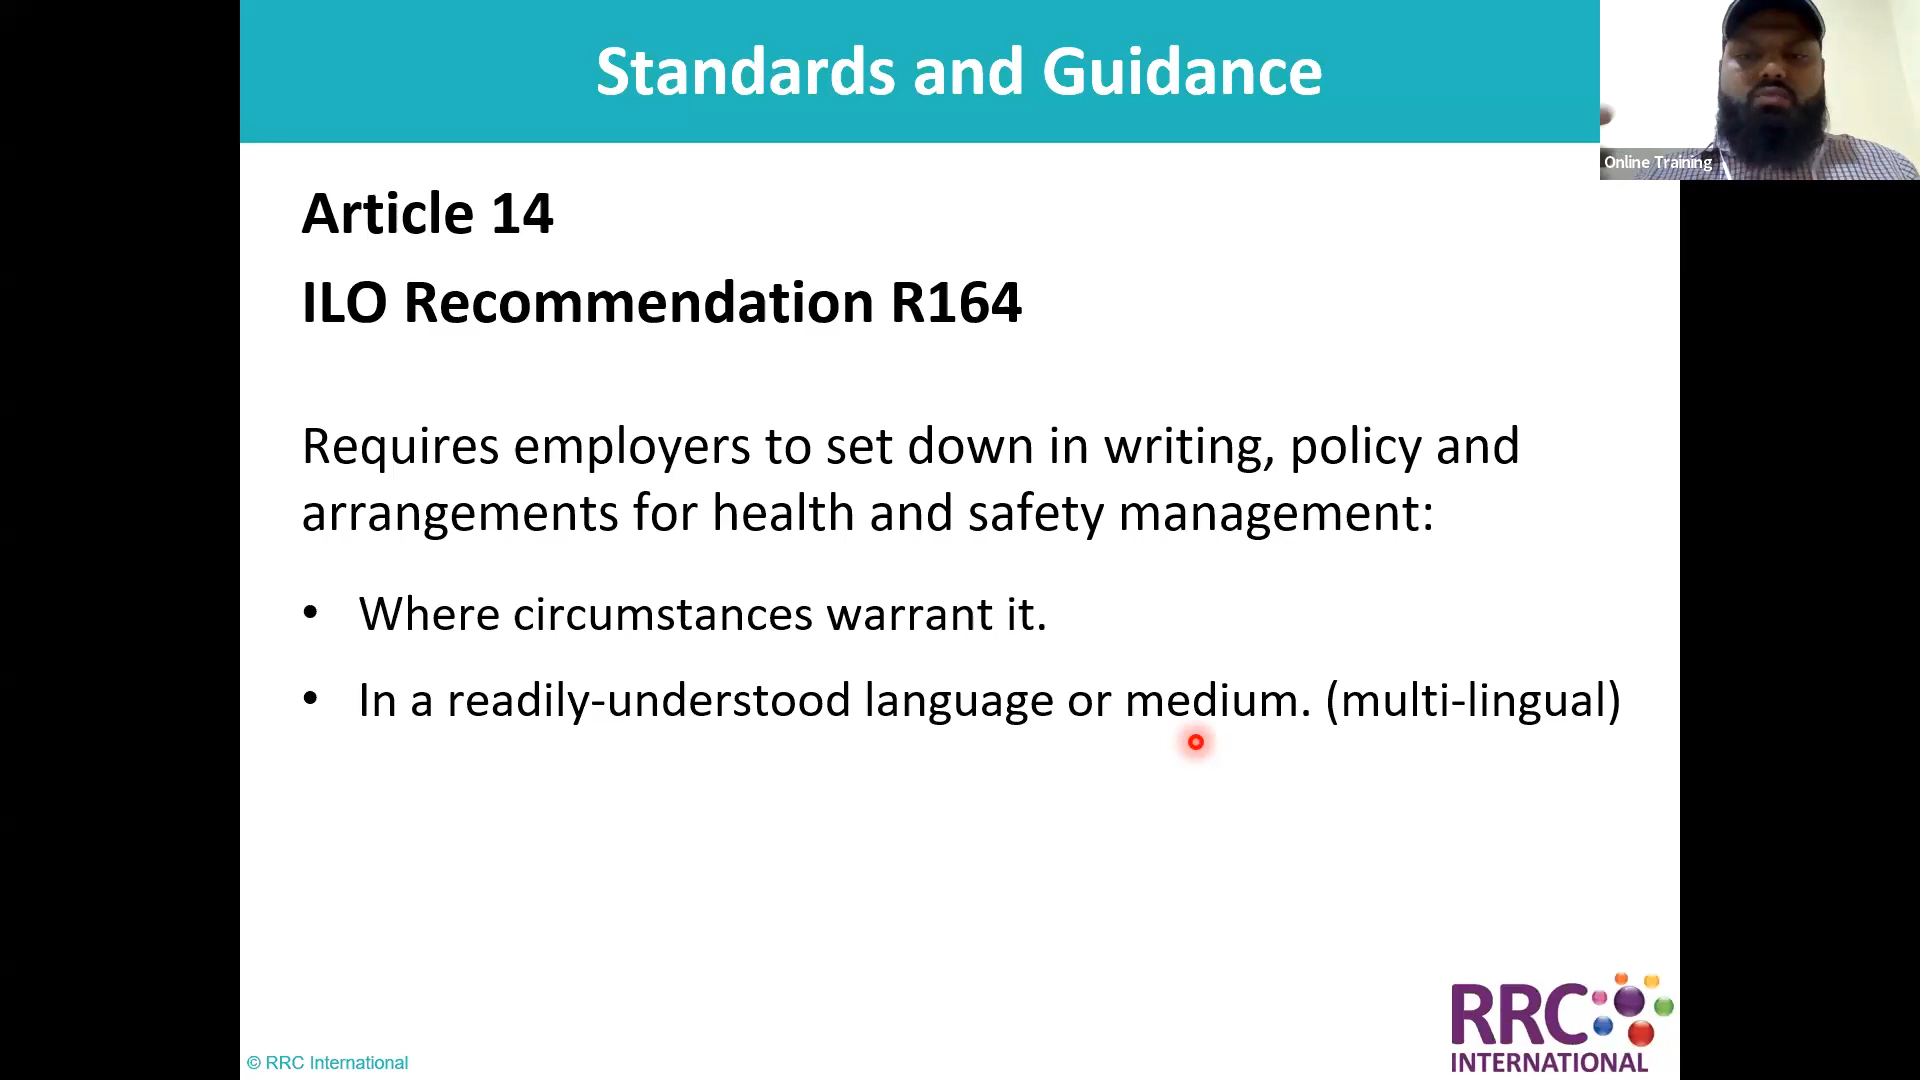 Standards and Guidance
Online Training
Article 14
ILO Recommendation R164
Requires employers to set down in writing, policy and
arrangements for health and safety management:
• Where circumstances warrant it.
• In a readily-understood language or medium. (multi-lingual)
RRC
INTERNATIONAL
© RRC International